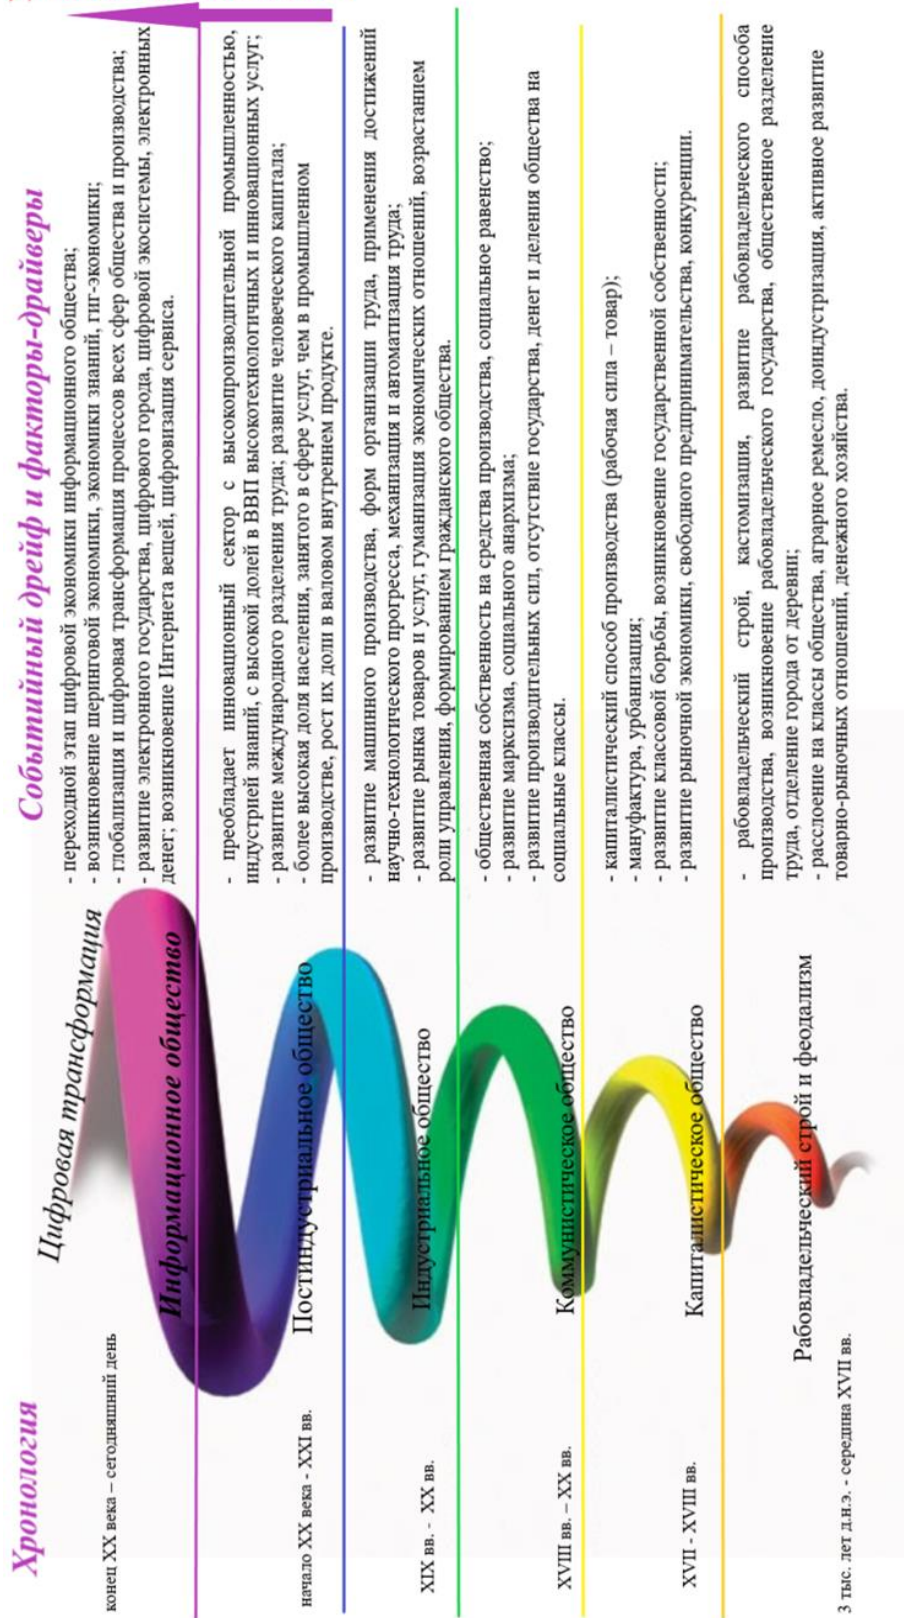 Хронология
Событийный дрейф и факторы-драйверы
Цифровая трансформация
конец XX века – сегодняшний день
Информационное общество
- переходной этап цифровой экономики информационного общества;
- возникновение шеринговой экономики, экономики знаний, гиг-экономики;
- глобализация и цифровая трансформация процессов всех сфер общества и производства;
- развитие электронного государства, цифрового города, цифровой экосистемы, электронных
денег; возникновение Интернета вещей, цифровизация сервиса.
начало XX века - XXI вв.
Постиндустриальное общество
- преобладает инновационный сектор с высокопроизводительной промышленностью,
индустрией знаний, с высокой долей в ВВП высокотехнологичных и инновационных услуг;
- развитие международного разделения труда; развитие человеческого капитала;
- более высокая доля населения, занятого в сфере услуг, чем в промышленном
производстве, рост их доли в валовом внутреннем продукте.
XIX вв. - XX вв.
Индустриальное общество
- развитие машинного производства, форм организации труда, применения достижений
научно-технологического прогресса, механизация и автоматизация труда;
- развитие рынка товаров и услуг, гуманизация экономических отношений, возрастанием
роли управления, формированием гражданского общества.
XVIII вв. – XX вв.
Коммунистическое общество
- общественная собственность на средства производства, социальное равенство;
- развитие марксизма, социального анархизма;
- развитие производительных сил, отсутствие государства, денег и деления общества на
социальные классы.
XVII - XVIII вв.
Капиталистическое общество
- капиталистический способ производства (рабочая сила – товар);
- мануфактура, урбанизация;
- развитие классовой борьбы, возникновение государственной собственности;
- развитие рыночной экономики, свободного предпринимательства, конкуренции.
3 тыс. лет д.н.э. - середина XVII вв.
Рабовладельческий строй и феодализм
- рабовладельческий строй, кастомизация, развитие рабовладельческого способа
производства, возникновение рабовладельческого государства, общественное разделение
труда, отделение города от деревни;
- расслоение на классы общества, аграрное ремесло, доиндустризация, активное развитие
товарно-рыночных отношений, денежного хозяйства.